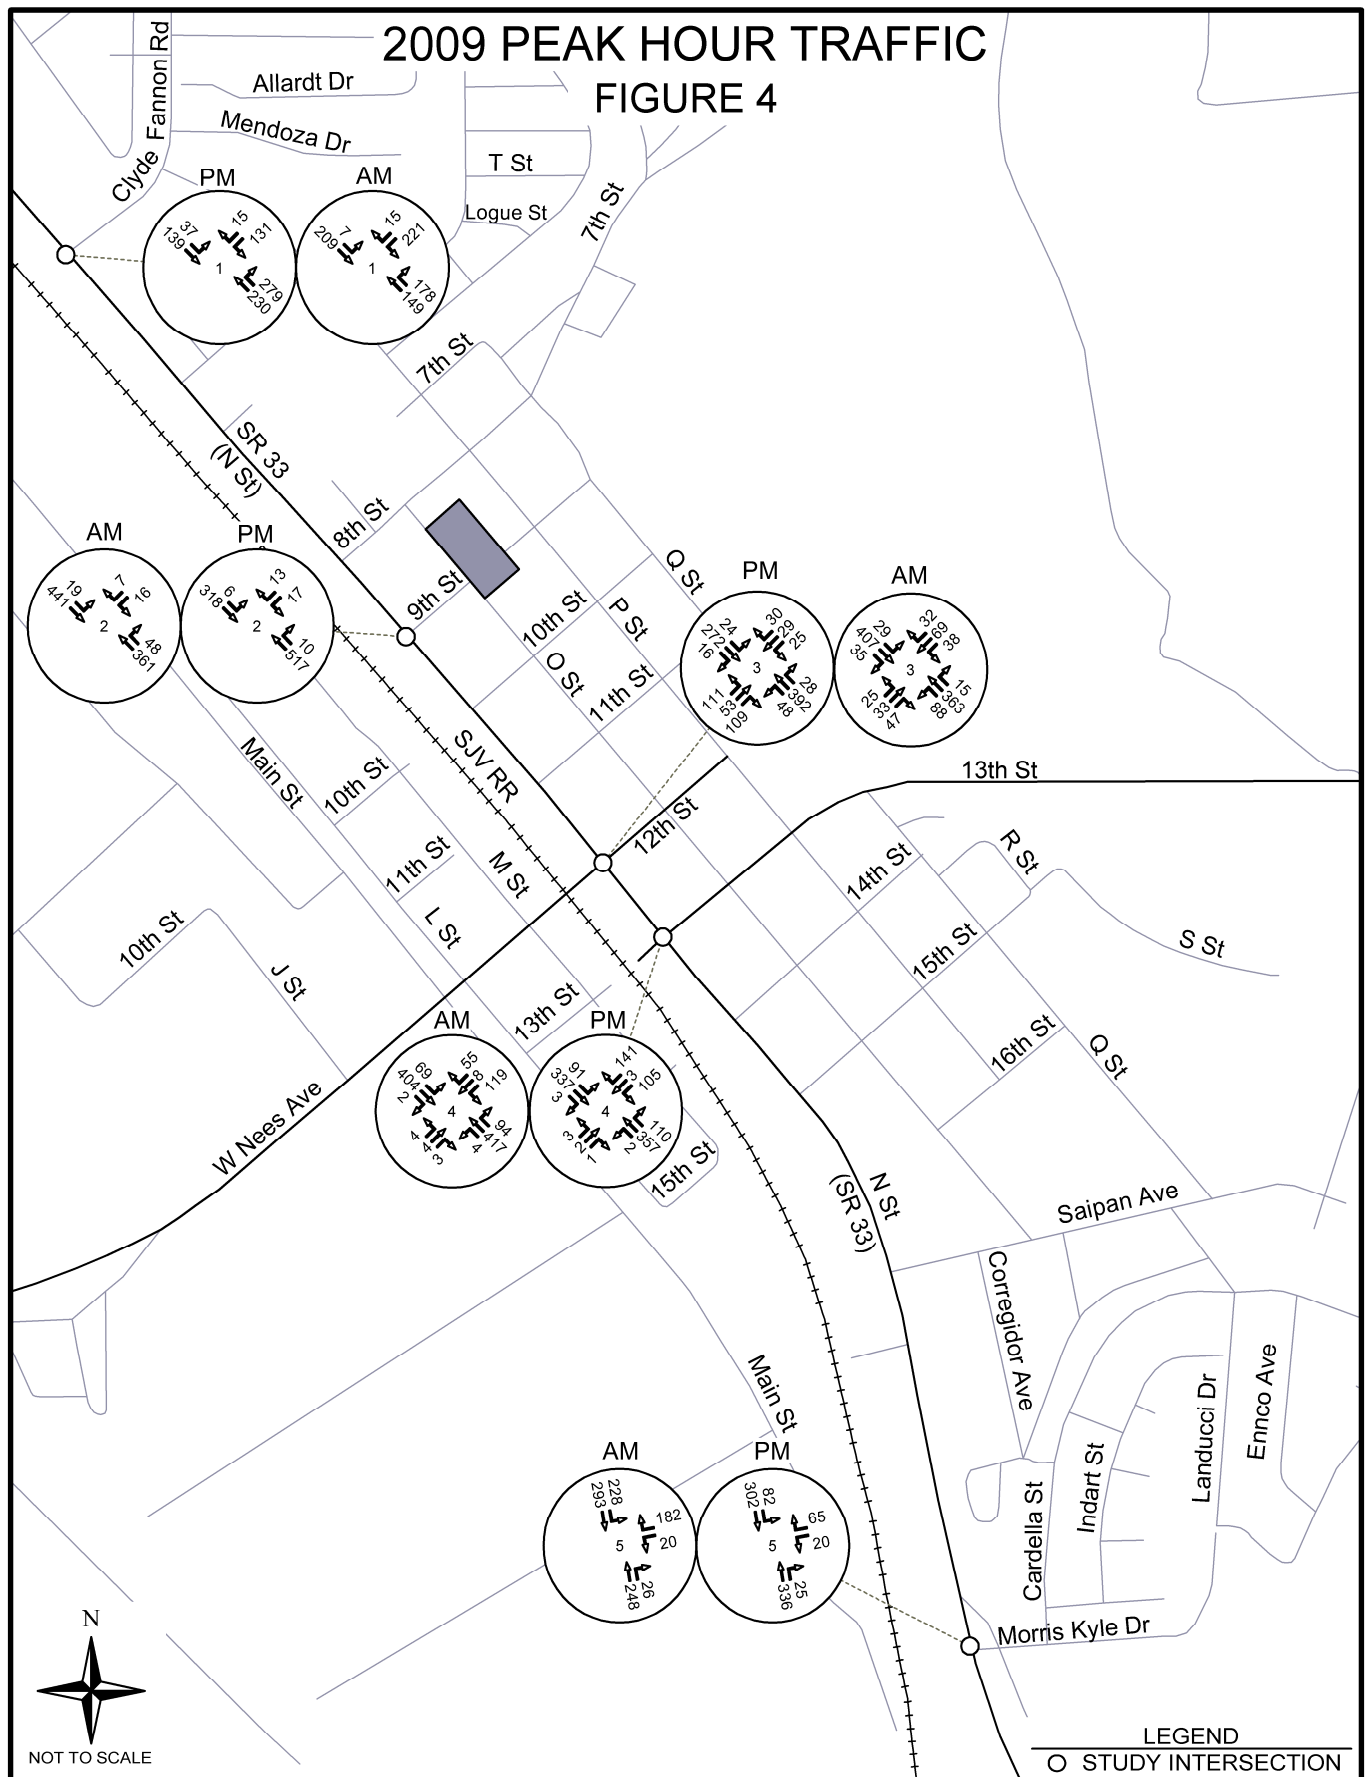 2009 PEAK HOUR TRAFFIC
FIGURE 4
Clyde Fannon Rd
Allardt Dr
Mendoza Dr
T St
Logue St
7th St
PM
37
139
15
131
1
279
230
AM
7
209
15
221
1
178
149
7th St
SR 33
(N St)
8th St
9th St
AM
19
441
7
16
2
48
361
PM
6
318
13
17
2
10
517
Q St
P St
10th St
O St
11th St
PM
24
272
16
30
29
25
3
111
53
109
28
392
48
AM
29
407
35
32
69
38
3
25
33
47
15
363
88
Main St
10th St
SJV RR
12th St
13th St
11th St
M St
L St
14th St
R St
15th St
S St
10th St
J St
13th St
16th St
Q St
AM
69
404
2
55
8
119
4
4
4
3
94
417
4
PM
91
337
3
141
3
105
4
3
2
1
110
357
2
W Nees Ave
15th St
N St
(SR 33)
Saipan Ave
Corregidor Ave
Main St
Landucci Dr
Ennco Ave
Indart St
Cardella St
AM
293
228
182
20
5
248
26
PM
302
82
65
20
5
336
25
Morris Kyle Dr
N
NOT TO SCALE
LEGEND
STUDY INTERSECTION